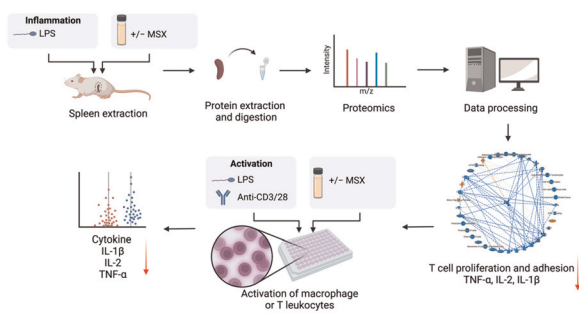 Inflammation
LPS
+/− MSX
Spleen extraction
Protein extraction
and digestion
Intensity
m/z
Proteomics
Data processing
T cell proliferation and adhesion
TNF-α, IL-2, IL-1β
Activation
LPS
Anti-CD3/28
+/− MSX
Activation of macrophage
or T leukocytes
Cytokine
IL-1β
IL-2
TNF-α